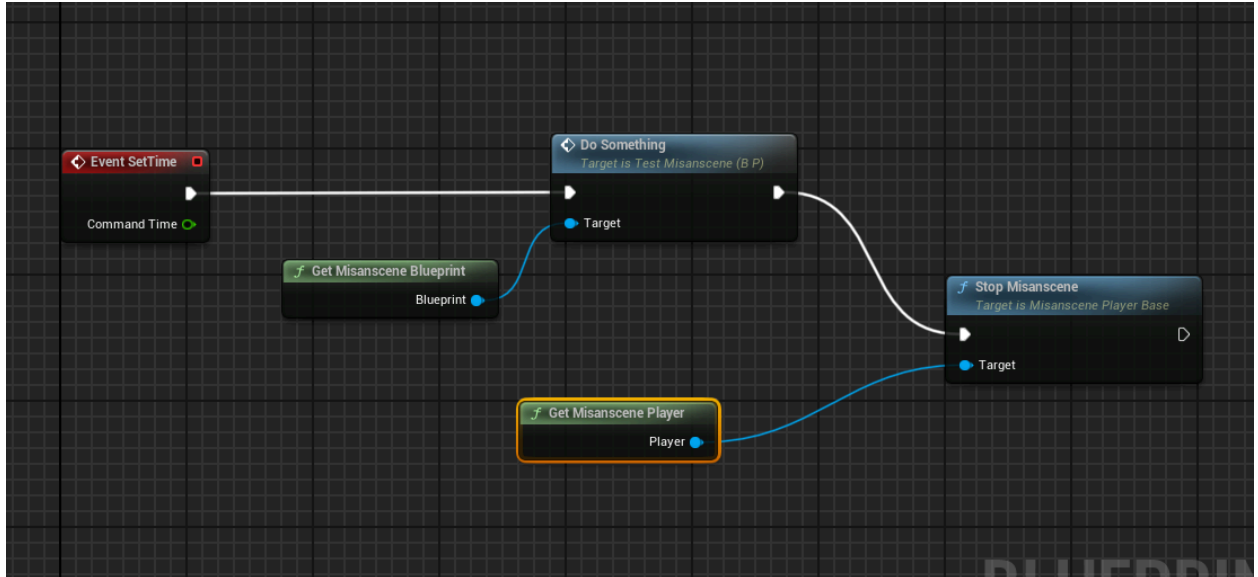 Event SetTime
Command Time
Do Something
Target is Test Misanscene (B P)
Target
f Get Misanscene Blueprint
Blueprint
f Stop Misanscene
Target is Misanscene Player Base
Target
f Get Misanscene Player
Player